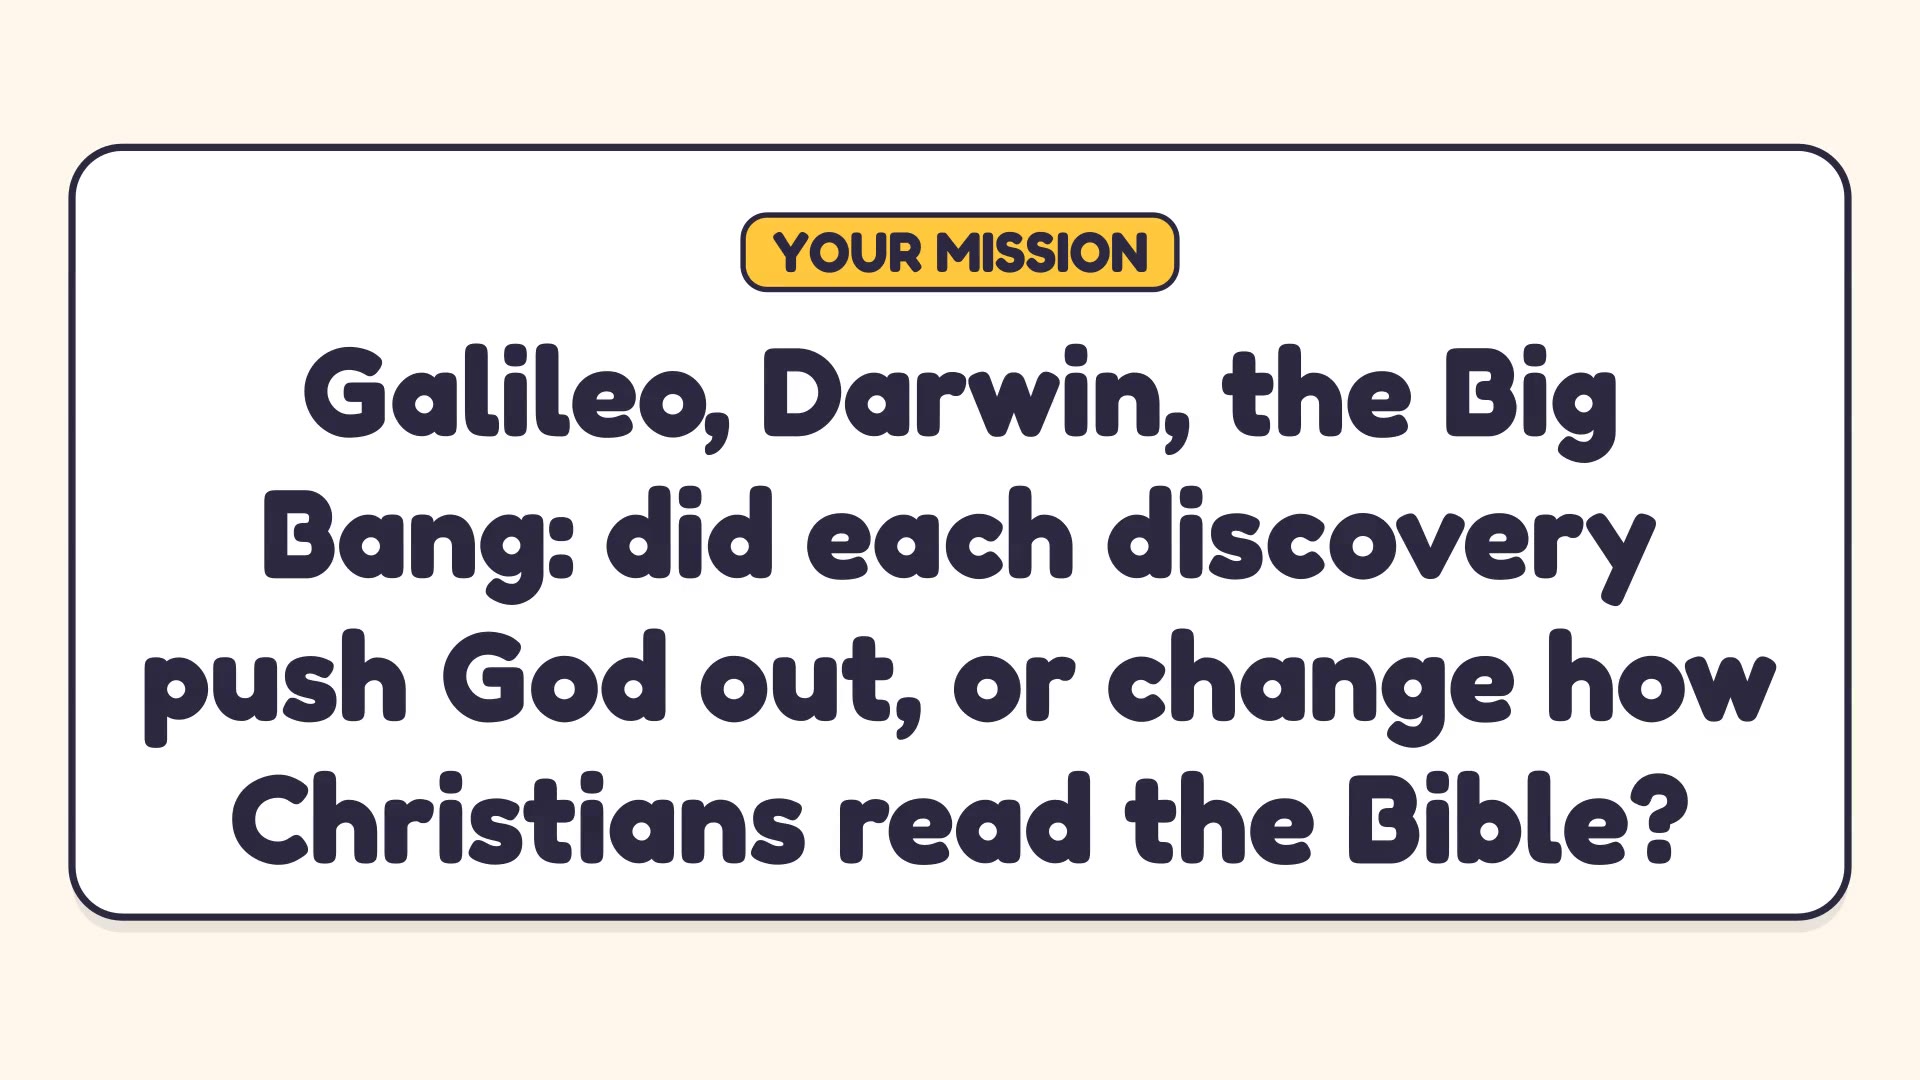 YOUR MISSION
Galileo, Darwin, the Big
Bang: did each discovery
push God out, or change how
Christians read the Bible?